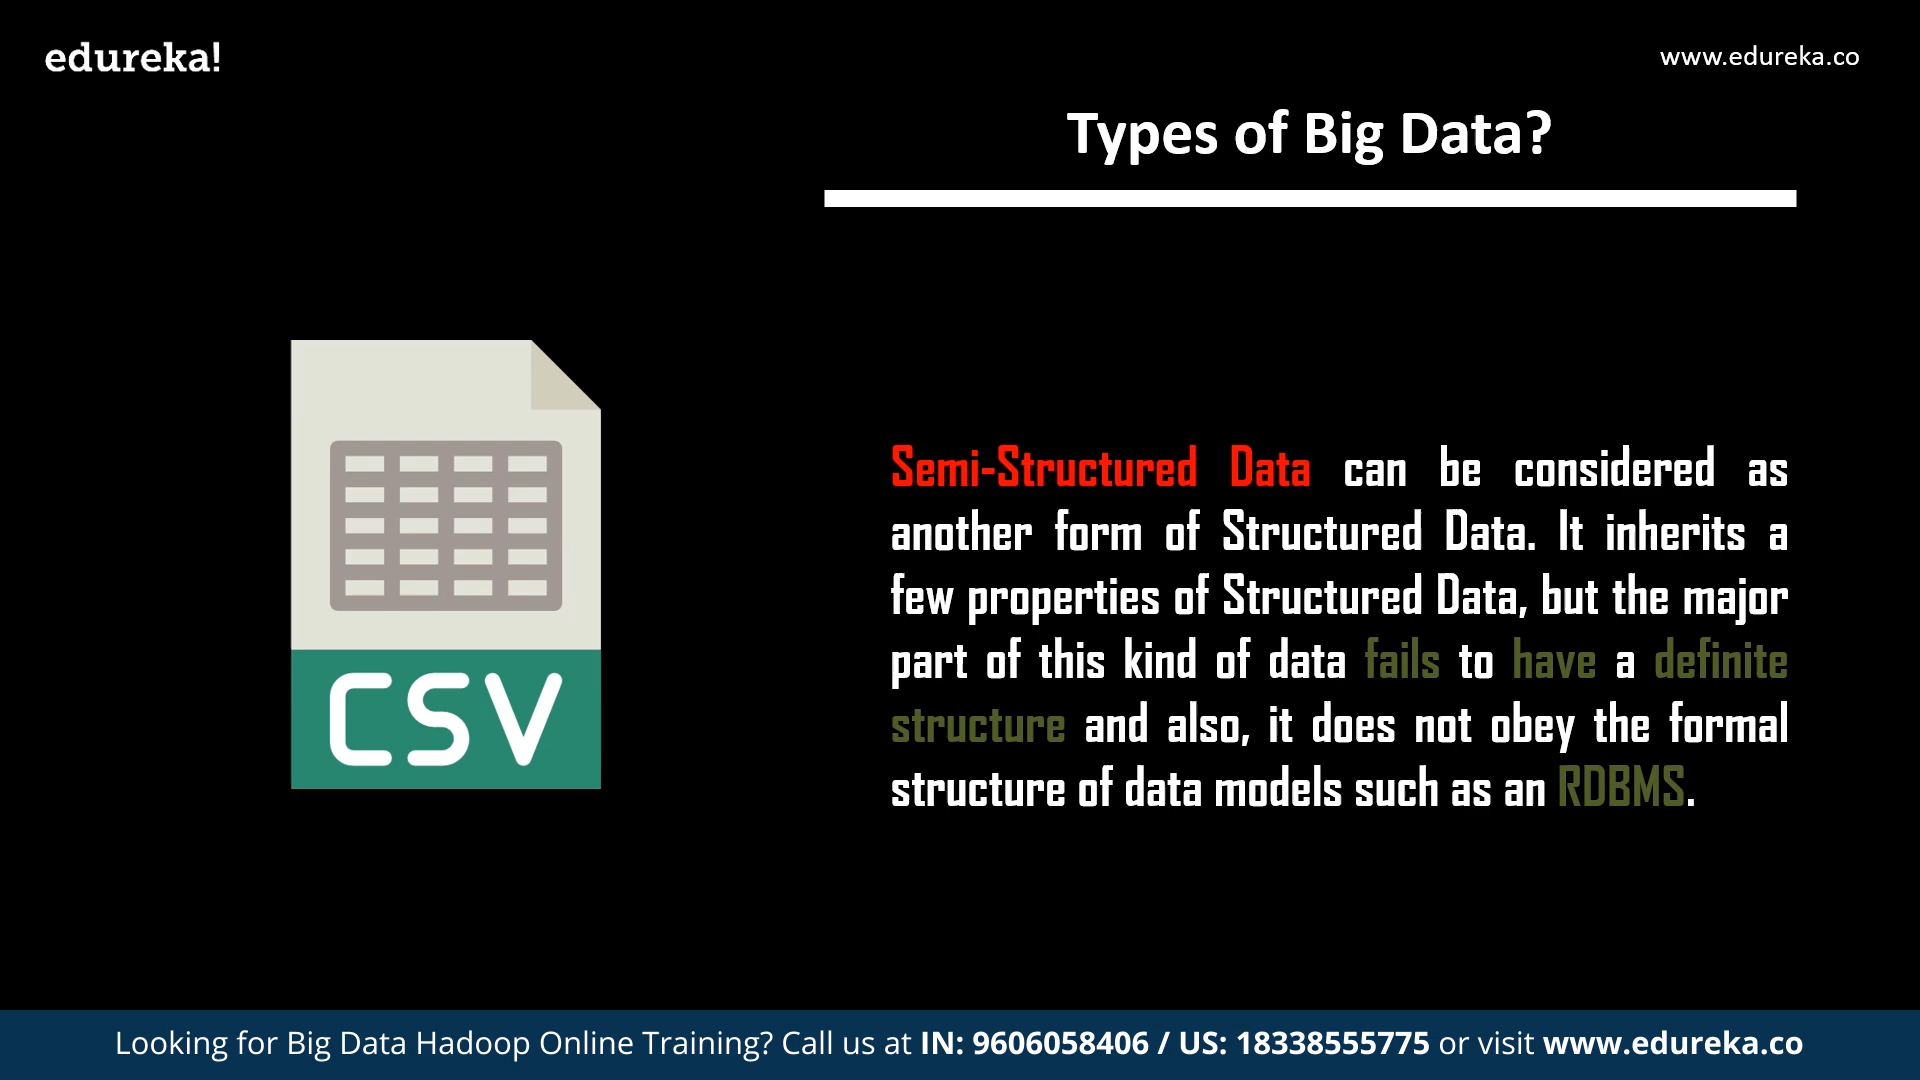 edureka!
www.edureka.co
Types of Big Data?
CSV
Semi-Structured Data can be considered as
another form of Structured Data. It inherits a
few properties of Structured Data, but the major
part of this kind of data fails to have a definite
structure and also, it does not obey the formal
structure of data models such as an RDBMS.
Looking for Big Data Hadoop Online Training? Call us at IN: 9606058406 / US: 18338555775 or visit www.edureka.co